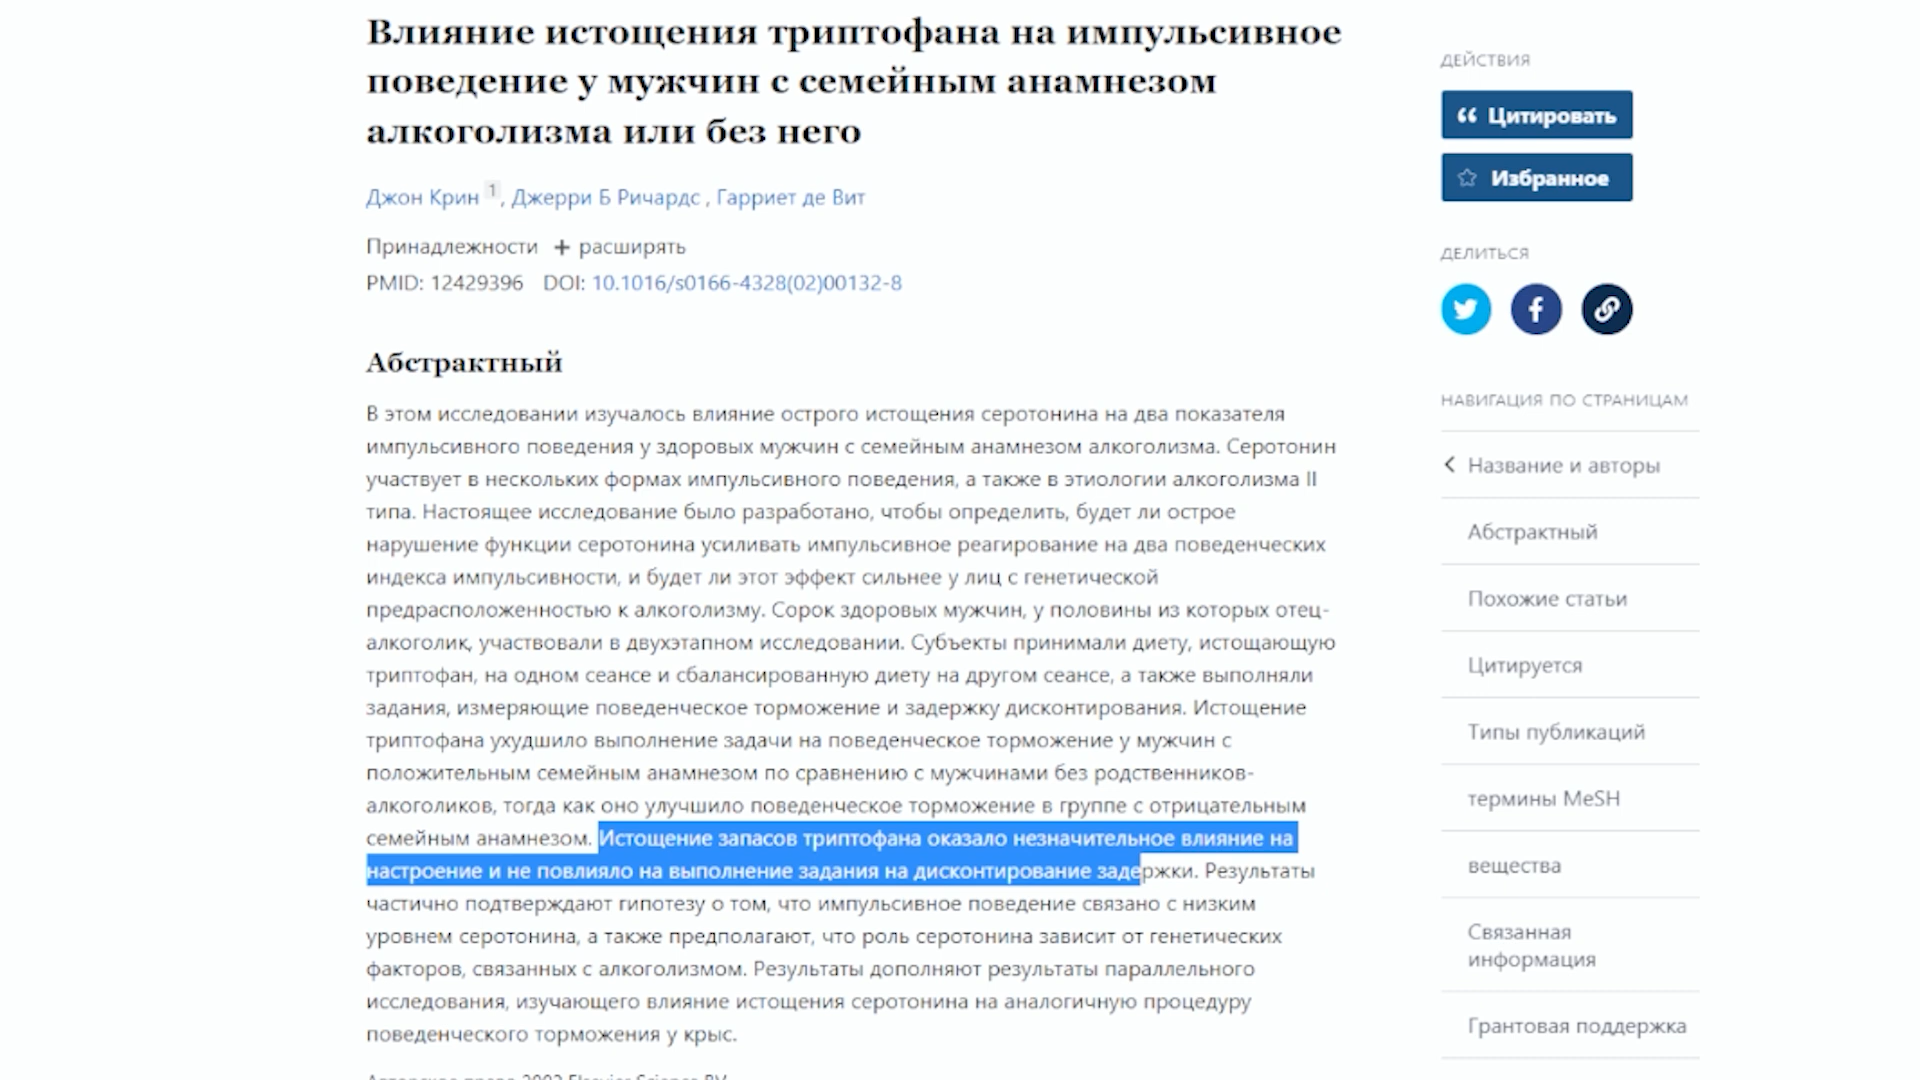 Влияние истощения триптофана на импульсивное
поведение у мужчин с семейным анамнезом
алкоголизма или без него
Джон Крин 1, Джерри Б Ричардс , Гарриет де Вит
Принадлежности + расширять
PMID: 12429396 DOI: 10.1016/s0166-4328(02)00132-8
Абстрактный
В этом исследовании изучалось влияние острого истощения серотонина на два показателя
импульсивного поведения у здоровых мужчин с семейным анамнезом алкоголизма. Серотонин
участвует в нескольких формах импульсивного поведения, а также в этиологии алкоголизма II
типа. Настоящее исследование было разработано, чтобы определить, будет ли острое
нарушение функции серотонина усиливать импульсивное реагирование на два поведенческих
индекса импульсивности, и будет ли этот эффект сильнее у лиц с генетической
предрасположенностью к алкоголизму. Сорок здоровых мужчин, у половины из которых отец-
алкоголик, участвовали в двухэтапном исследовании. Субъекты принимали диету, истощающую
триптофан, на одном сеансе и сбалансированную диету на другом сеансе, а также выполняли
задания, измеряющие поведенческое торможение и задержку дисконтирования. Истощение
триптофана ухудшило выполнение задачи на поведенческое торможение у мужчин с
положительным семейным анамнезом по сравнению с мужчинами без родственников-
алкоголиков, тогда как оно улучшило поведенческое торможение в группе с отрицательным
семейным анамнезом. Истощение запасов триптофана оказало незначительное влияние на
настроение и не повлияло на выполнение задания на дисконтирование задержки. Результаты
частично подтверждают гипотезу о том, что импульсивное поведение связано с низким
уровнем серотонина, а также предполагают, что роль серотонина зависит от генетических
факторов, связанных с алкоголизмом. Результаты дополняют результаты параллельного
исследования, изучающего влияние истощения серотонина на аналогичную процедуру
поведенческого торможения у крыс.
Авторское право 2002 Elsevier Science BV
ДЕЙСТВИЯ
Цитировать
Избранное
ДЕЛИТЬСЯ
НАВИГАЦИЯ ПО СТРАНИЦАМ
Название и авторы
Абстрактный
Похожие статьи
Цитируется
Типы публикаций
термины MeSH
вещества
Связанная
информация
Грантовая поддержка